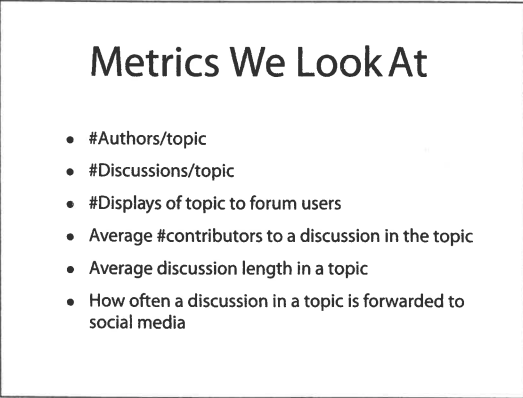 Metrics We Look At
• #Authors/topic
• #Discussions/topic
• #Displays of topic to forum users
• Average #contributors to a discussion in the topic
• Average discussion length in a topic
• How often a discussion in a topic is forwarded to
social media